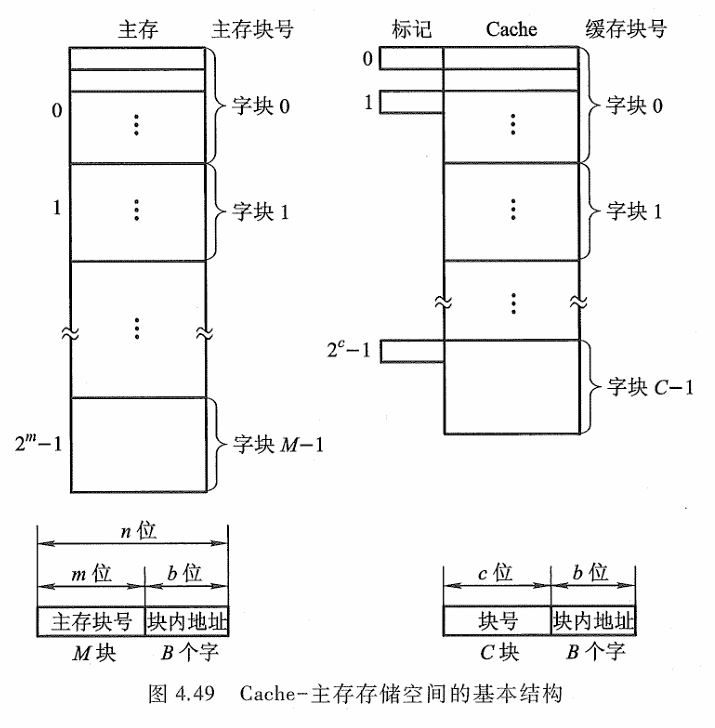 主存 主存块号 标记 Cache 缓存块号
0 字块 0 0 1 字块 0
1 字块 1 字块 1
2^c−1 字块 C−1
2^m−1 字块 M−1
n 位
m 位 b 位 c 位 b 位
主存块号 块内地址 块号 块内地址
M 块 B 个字 C 块 B 个字
图 4.49 Cache-主存存储空间的基本结构